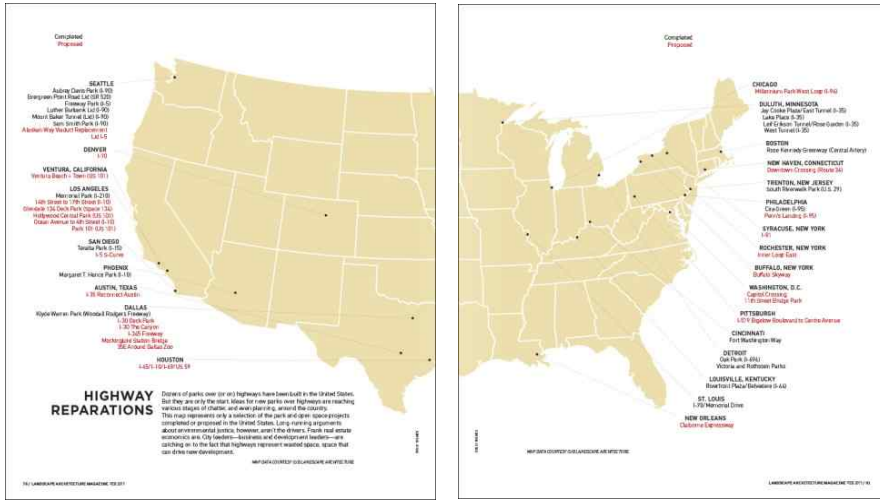 Completed
Proposed
SEATTLE
Aubrey Davis Park (I-90)
Evergreen Point Road Lid (SR 520)
Freeway Park (I-5)
Luther Burbank Lid (I-90)
Mount Baker Tunnel (Lid) (I-90)
Sam Smith Park (I-90)
Alaskan Way Viaduct Replacement
Lid I-5
DENVER
I-70
VENTURA, CALIFORNIA
Ventura Beach + Town (US 101)
LOS ANGELES
Memorial Park (I-210)
14th Street to 17th Street (I-10)
Glendale 134 Deck Park (Space 134)
Hollywood Central Park (US 101)
Ocean Avenue to 4th Street (I-10)
Park 101 (US 101)
SAN DIEGO
Teralta Park (I-15)
I-5 S-Curve
PHOENIX
Margaret T. Hance Park (I-10)
AUSTIN, TEXAS
I-35 Reconnect Austin
DALLAS
Klyde Warren Park (Woodall Rodgers Freeway)
I-30 Deck Park
I-30 The Canyon
I-345 Freeway
Mockingbird Station Bridge
35E Around Dallas Zoo
HOUSTON
I-45/I-10/I-69/US 59
HIGHWAY
REPARATIONS
Dozens of parks over (or on) highways have been built in the United States.
But they are only the start. Ideas for new parks over highways are reaching
various stages of chatter, and even planning, around the country.
This map represents only a selection of the park and open space projects
completed or proposed in the United States. Long-running arguments
about environmental justice, however, aren't the drivers. Frank real estate
economics are. City leaders—business and development leaders—are
catching on to the fact that highways represent wasted space, space that
can drive new development.
MAP DATA COURTESY OJB LANDSCAPE ARCHITECTURE
LANDSCAPE ARCHITECTURE MAGAZINE
Completed
Proposed
CHICAGO
Millennium Park West Loop (I-94)
DULUTH, MINNESOTA
Jay Cooke Plaza/East Tunnel (I-35)
Lake Place (I-35)
Leif Erikson Tunnel/Rose Garden (I-35)
West Tunnel (I-35)
BOSTON
Rose Kennedy Greenway (Central Artery)
NEW HAVEN, CONNECTICUT
Downtown Crossing (Route 34)
TRENTON, NEW JERSEY
South Riverwalk Park (U.S. 29)
PHILADELPHIA
(I-95)
Penn's Landing (I-95)
SYRACUSE, NEW YORK
I-81
ROCHESTER, NEW YORK
Inner Loop East
BUFFALO, NEW YORK
Buffalo Skyway
WASHINGTON, D.C.
Capitol Crossing
11th Street Bridge Park
PITTSBURGH
I-579 Bigelow Boulevard to Centre Avenue
CINCINNATI
Fort Washington Way
DETROIT
Oak Park (I-696)
Victoria and Rothstein Parks
LOUISVILLE, KENTUCKY
Riverfront Plaza/Belvedere (I-64)
ST. LOUIS
I-70/Memorial Drive
NEW ORLEANS
Claiborne Expressway
MAP DATA COURTESY OJB LANDSCAPE ARCHITECTURE
LANDSCAPE ARCHITECTURE MAGAZINE